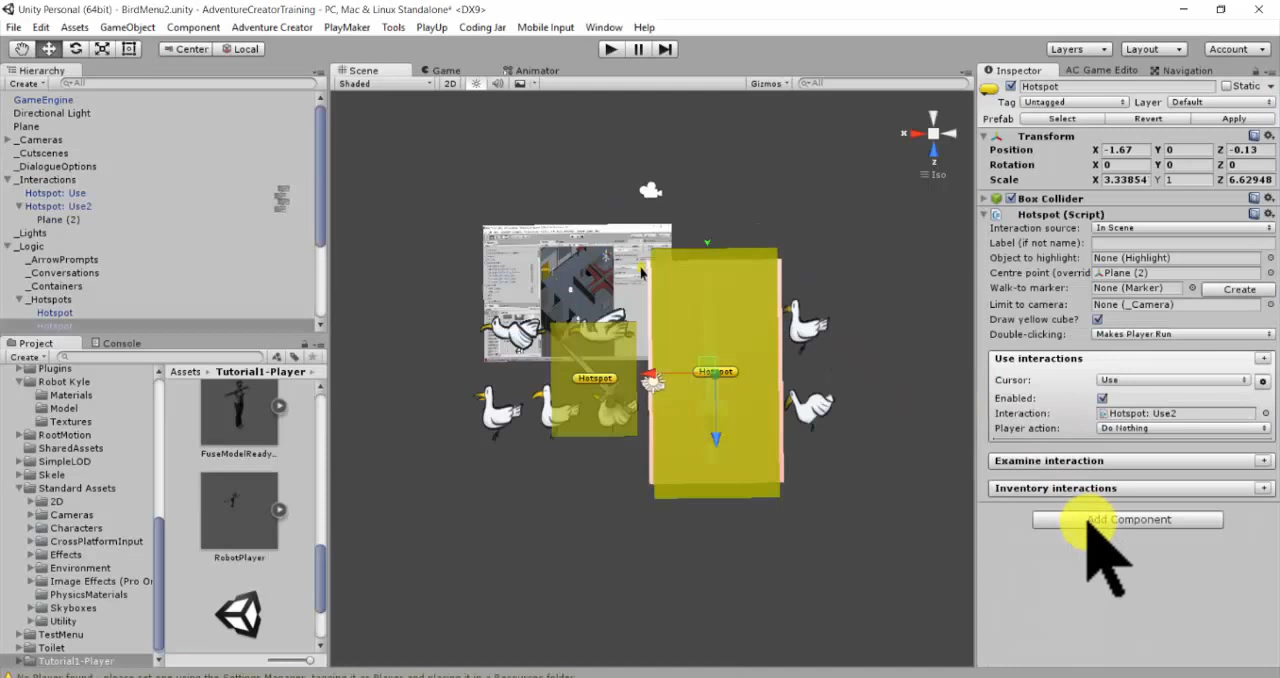 Unity Personal (64bit) - BirdMenu2.unity - AdventureCreatorTraining - PC, Mac & Linux Standalone* <DX9>
File Edit Assets GameObject Component Adventure Creator PlayMaker Tools PlayUp Coding Jar Mobile Input Window Help
Center Local Layers Layout Account
Hierarchy
Create All
GameEngine
Directional Light
Plane
_Cameras
_Cutscenes
_DialogueOptions
_Interactions
Hotspot: Use
Hotspot: Use2
Plane (2)
_Lights
_Logic
_ArrowPrompts
_Conversations
_Containers
_Hotspots
Hotspot
Hotspot
Scene Game Animator
Shaded 2D Gizmos All
x
z
Iso
Hotspot
Hotspot
Project Console
Create
Plugins
Robot Kyle
Materials
Model
Textures
RootMotion
SharedAssets
SimpleLOD
Skele
Standard Assets
2D
Cameras
Characters
CrossPlatformInput
Effects
Environment
Image Effects (Pro On
PhysicsMaterials
Skyboxes
Utility
TestMenu
Toilet
Tutorial1-Player
Assets Tutorial1-Player
FuseModelReady...
RobotPlayer
Inspector AC Game Edito Navigation
Hotspot Static
Tag Untagged Layer Default
Prefab Select Revert Apply
Transform
Position X -1.67 Y 0 Z -0.13
Rotation X 0 Y 0 Z 0
Scale X 3.33854 Y 1 Z 6.62948
Box Collider
Hotspot (Script)
Interaction source: In Scene
Label (if not name):
Object to highlight: None (Highlight)
Centre point (overrid Plane (2)
Walk-to marker: None (Marker) Create
Limit to camera: None (_Camera)
Draw yellow cube?
Double-clicking: Makes Player Run
Use interactions +
Cursor: Use
Enabled:
Interaction: Hotspot: Use2
Player action: Do Nothing
Examine interaction +
Inventory interactions +
Add Component